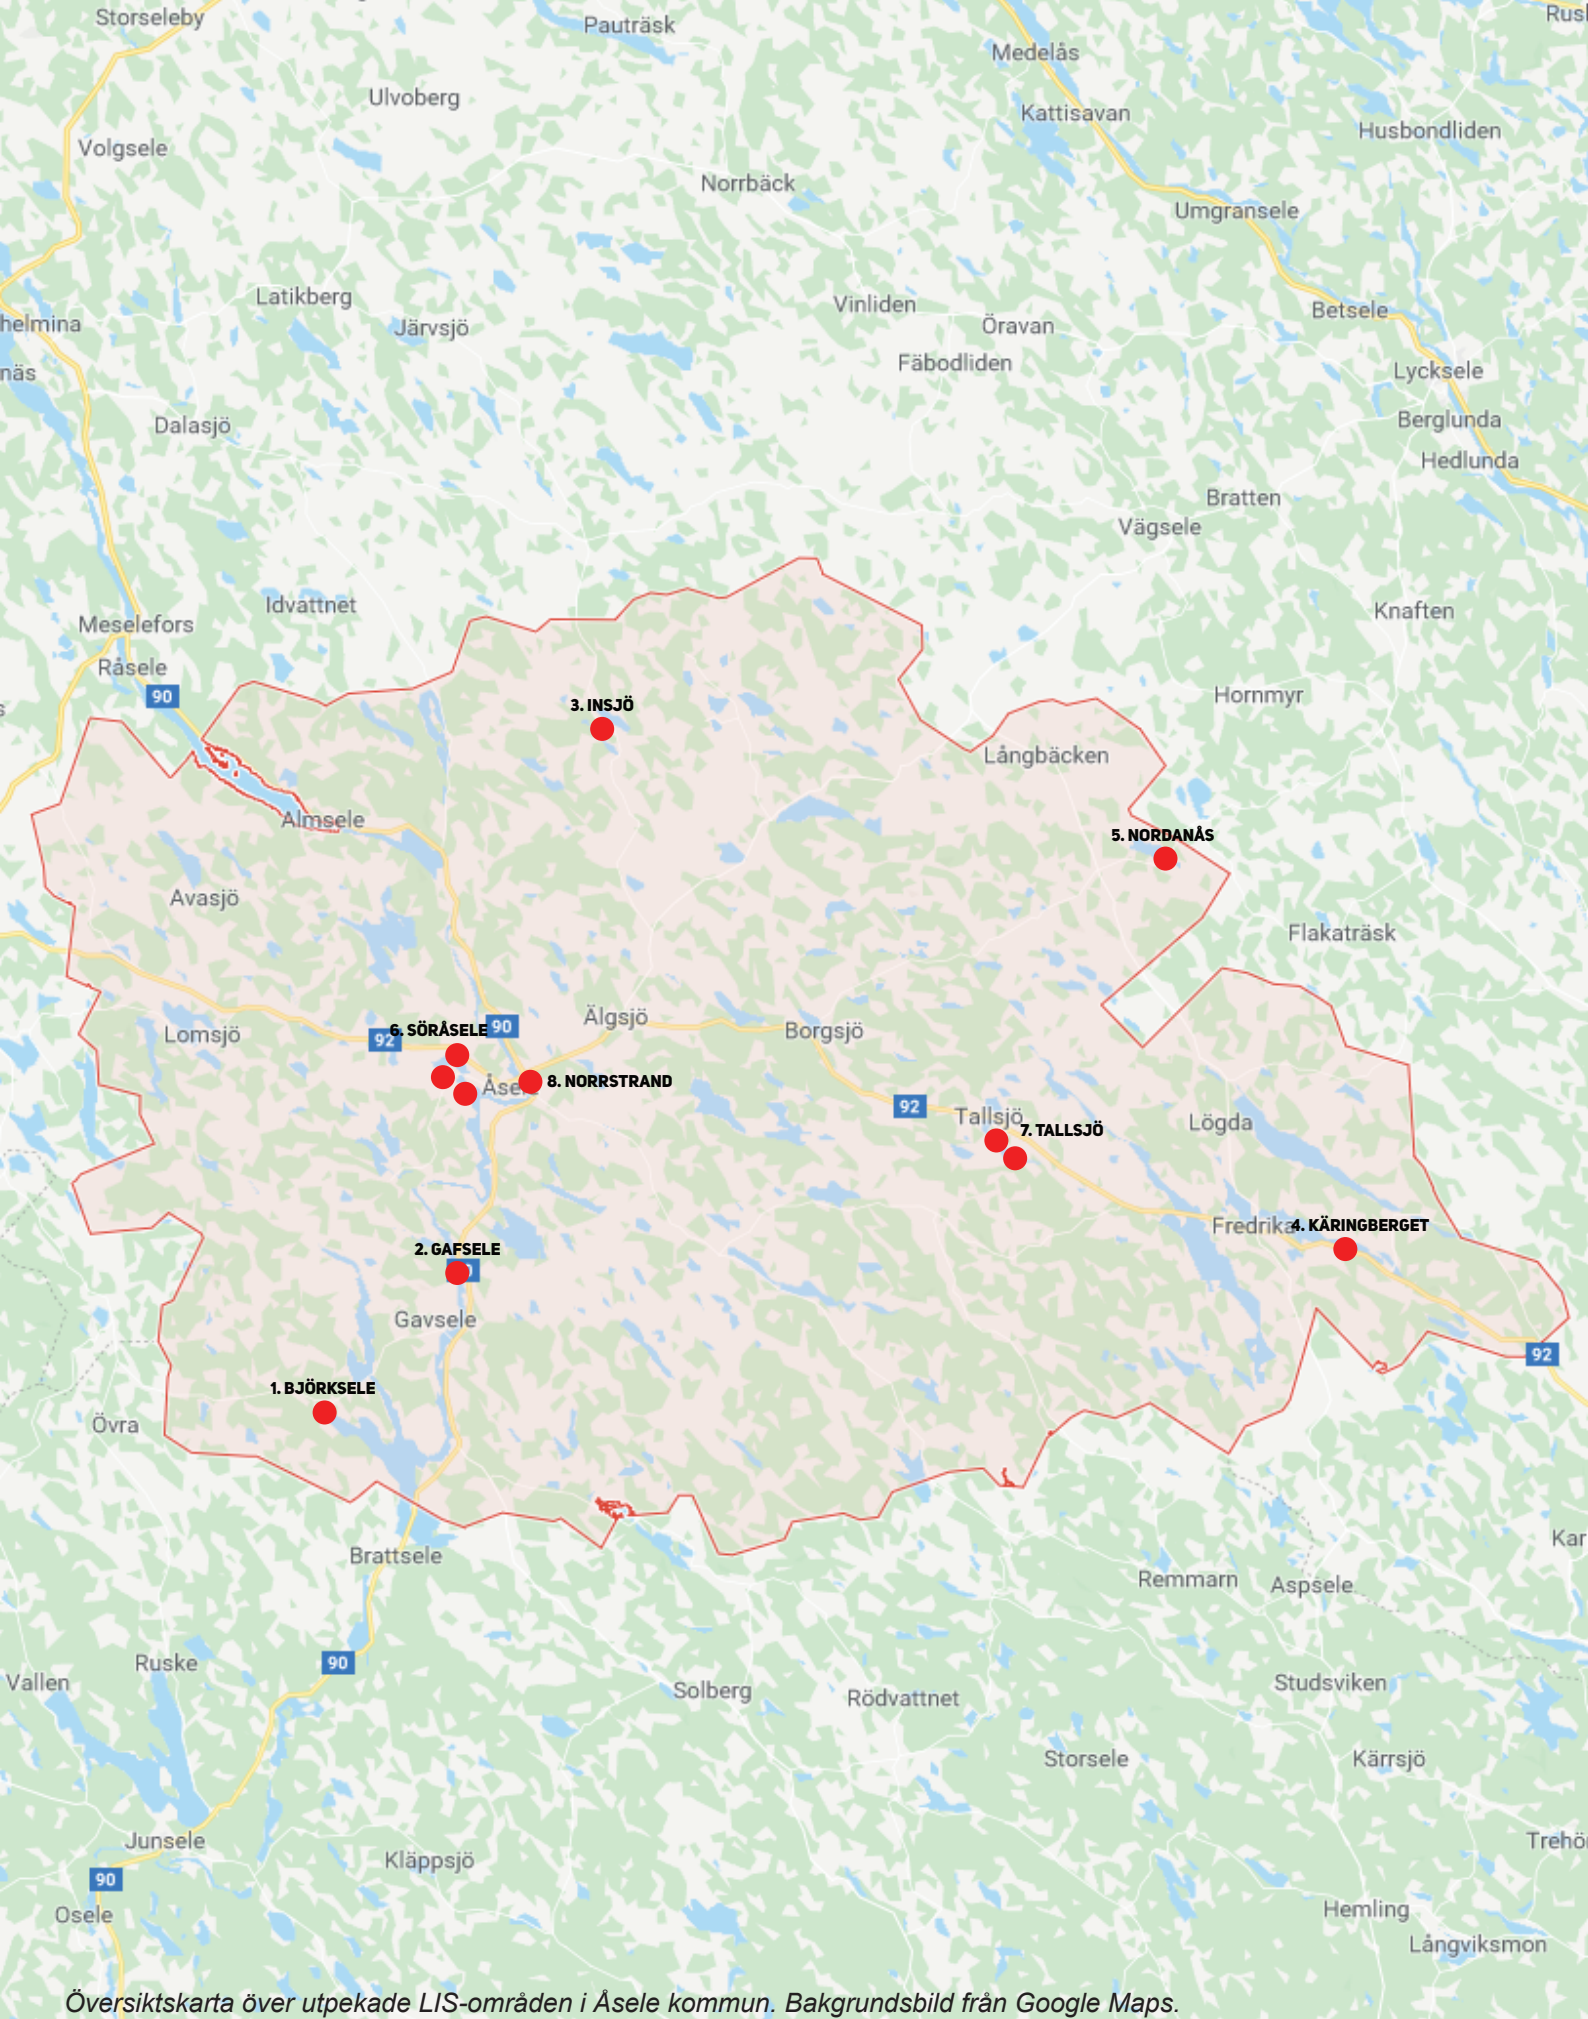 Storseleby
Pauträsk
Medelås
Ulvoberg
Kattisavan
Husbondliden
Volgsele
Norrbäck
Umgransele
Latikberg
Vinliden
Betsele
helmina
Järvsjö
Öravan
Fäbodliden
näs
Lycksele
Dalasjö
Berglunda
Hedlunda
Bratten
Vägsele
Idvattnet
Knaften
Meselefors
Råsele
90
Hornmyr
3. INSJÖ
Långbäcken
Almsele
5. NORDANÅS
Avasjö
Flakaträsk
Älgsjö
Lomsjö
92
6. SÖRÅSELE
90
Borgsjö
Åsele
8. NORRSTRAND
92
Tallsjö
7. TALLSJÖ
Lögda
Fredrika
4. KÄRINGBERGET
2. GAFSELE
Gavsele
92
1. BJÖRKSELE
Övra
Brattsele
Kar
Remmarn
Aspsele
90
Ruske
Vallen
Solberg
Rödvattnet
Studsviken
Storsele
Kärrsjö
Junsele
Kläppsjö
Trehö
90
Osele
Hemling
Långviksmon
Översiktskarta över utpekade LIS-områden i Åsele kommun. Bakgrundsbild från Google Maps.